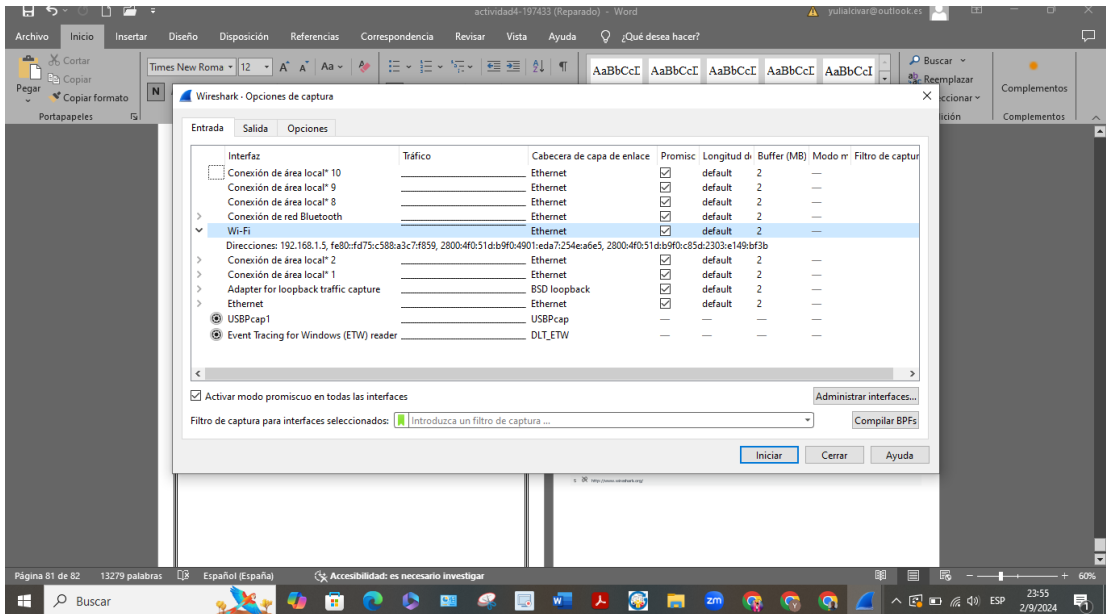 actividad4-197433 (Reparado) - Word
yulialcivar@outlook.es
Archivo Inicio Insertar Diseño Disposición Referencias Correspondencia Revisar Vista Ayuda ¿Qué desea hacer?
Pegar
Cortar
Copiar
Copiar formato
Portapapeles
Times New Roma 12
N
AaBbCcI AaBbCcI AaBbCcI AaBbCcI AaBbCcI
Buscar
Reemplazar
Complementos
Complementos
Wireshark · Opciones de captura
Entrada Salida Opciones
Interfaz Tráfico Cabecera de capa de enlace Promisc Longitud d Buffer (MB) Modo m Filtro de captur
Conexión de área local* 10 Ethernet default 2 —
Conexión de área local* 9 Ethernet default 2 —
Conexión de área local* 8 Ethernet default 2 —
Conexión de red Bluetooth Ethernet default 2 —
Wi-Fi Ethernet default 2 —
Direcciones: 192.168.1.5, fe80::fd75:c588:a3c7:f859, 2800:4f0:51d:b9f0:4901:eda7:254e:a6e5, 2800:4f0:51d:b9f0:c85d:2303:e149:bf3b
Conexión de área local* 2 Ethernet default 2 —
Conexión de área local* 1 Ethernet default 2 —
Adapter for loopback traffic capture BSD loopback default 2 —
Ethernet Ethernet default 2 —
USBPcap1 USBPcap — — — —
Event Tracing for Windows (ETW) reader DLT_ETW — — — —
Activar modo promiscuo en todas las interfaces
Administrar interfaces...
Filtro de captura para interfaces seleccionados: Introduzca un filtro de captura ...
Compilar BPFs
Iniciar Cerrar Ayuda
http://www.wireshark.org/
Página 81 de 82 13279 palabras Español (España) Accesibilidad: es necesario investigar 60%
Buscar
zm
ESP
23:55
2/9/2024